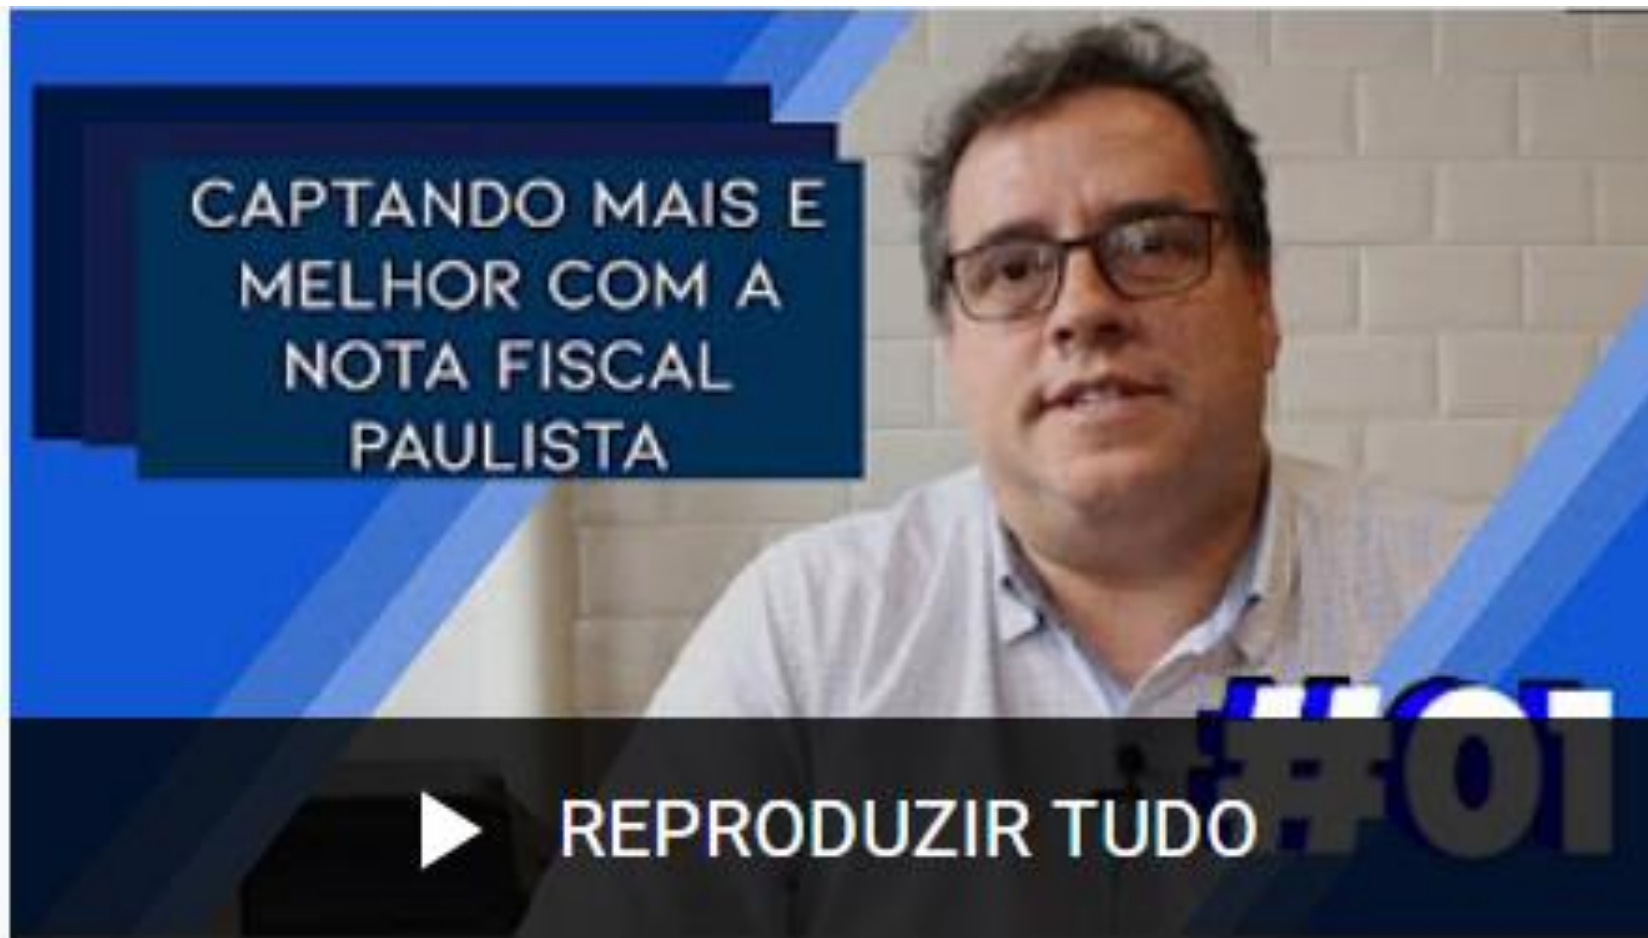 CAPTANDO MAIS E
MELHOR COM A
NOTA FISCAL
PAULISTA
#01
REPRODUZIR TUDO